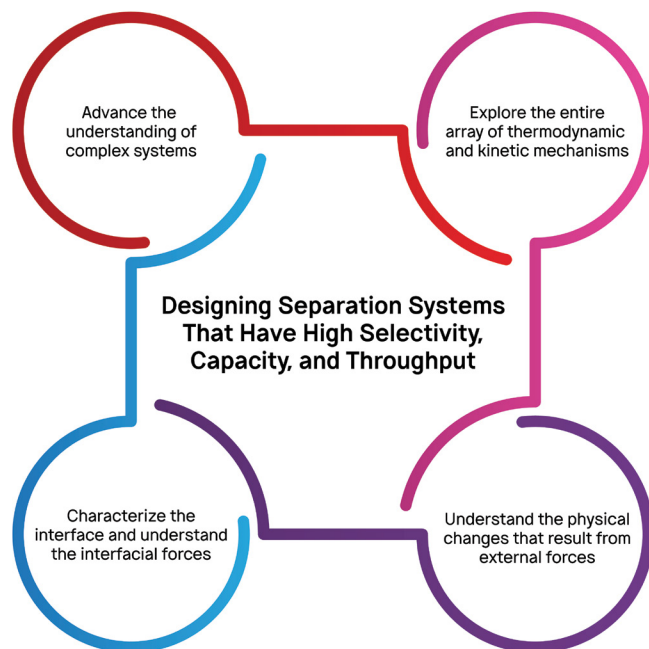 Advance the
understanding of
complex systems
Explore the entire
array of thermodynamic
and kinetic mechanisms
Designing Separation Systems
That Have High Selectivity,
Capacity, and Throughput
Characterize the
interface and understand
the interfacial forces
Understand the physical
changes that result from
external forces